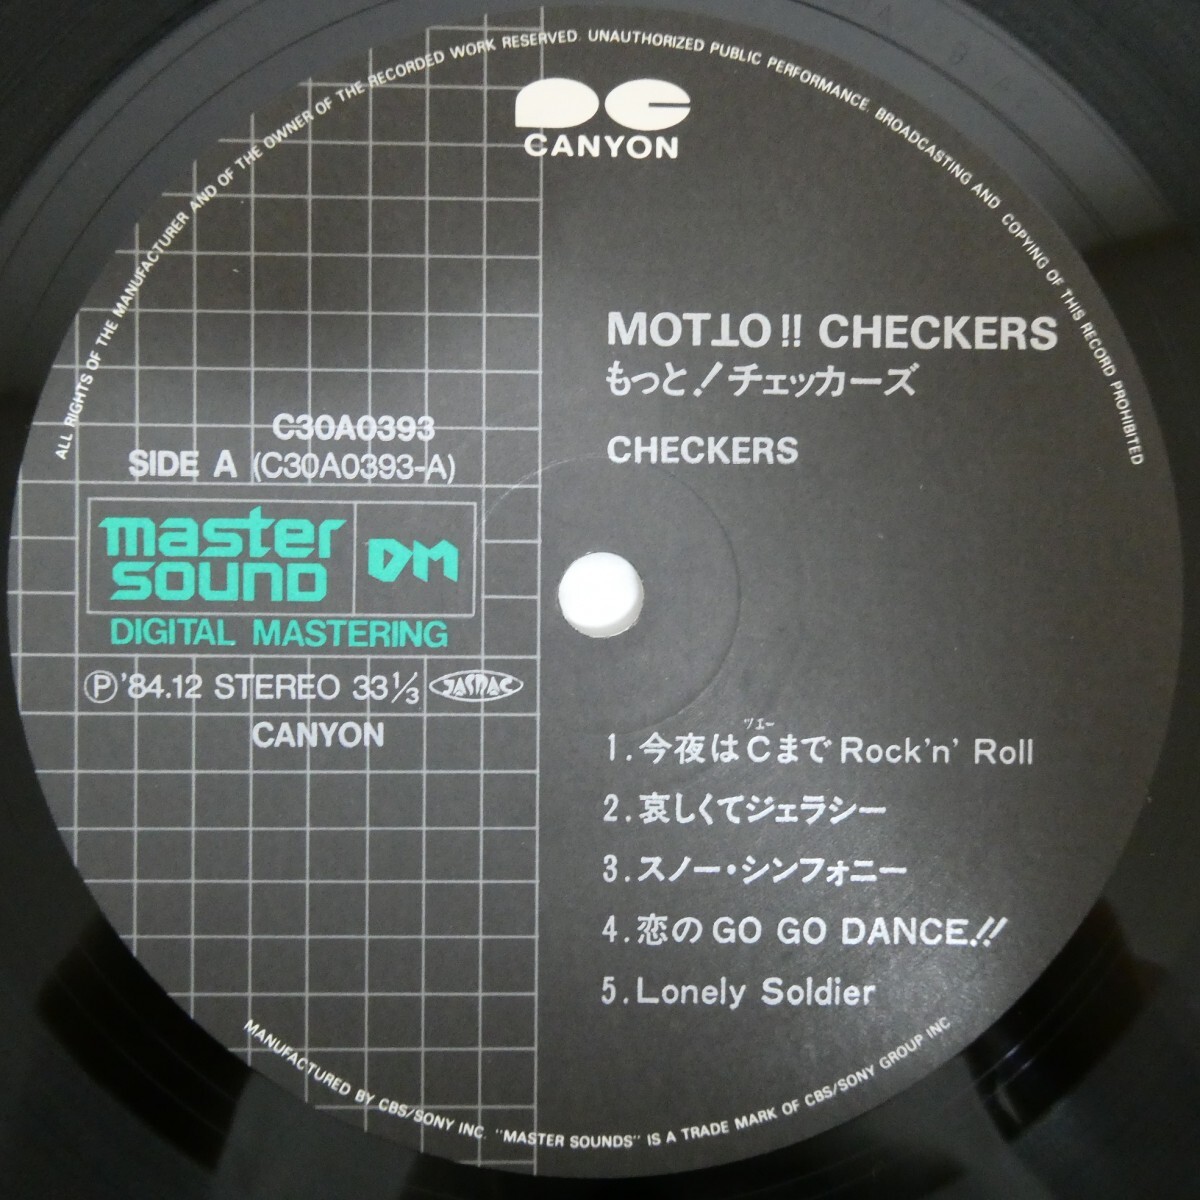 ALL RIGHTS OF THE MANUFACTURER AND OF THE OWNER OF THE RECORDED WORK RESERVED. UNAUTHORIZED PUBLIC PERFORMANCE. BROADCASTING AND COPYING OF THIS RECORD PROHIBITED
CANYON
MOTTO!! CHECKERS
もっと!チェッカーズ
CHECKERS
C30A0393
SIDE A (C30A0393-A)
master sound DM
DIGITAL MASTERING
Ⓟ'84.12 STEREO 33⅓ JASRAC
CANYON
ツェー
1.今夜はCまでRock'n' Roll
2.哀しくてジェラシー
3.スノー・シンフォニー
4.恋のGO GO DANCE!!
5.Lonely Soldier
MANUFACTURED BY CBS/SONY INC. "MASTER SOUNDS" IS A TRADE MARK OF CBS/SONY GROUP INC